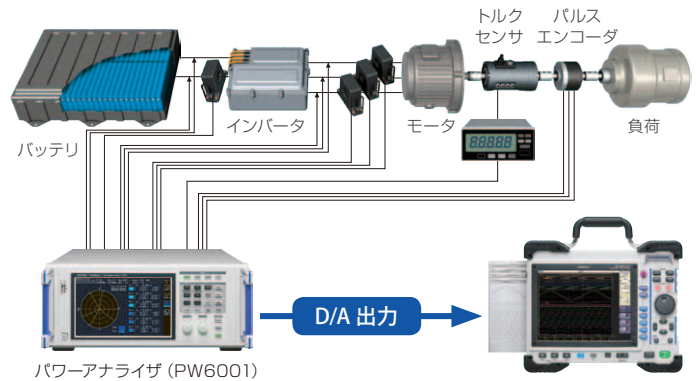 トルク
センサ
パルス
エンコーダ
バッテリ
インバータ
モータ
負荷
88888
D/A 出力
パワーアナライザ（PW6001）